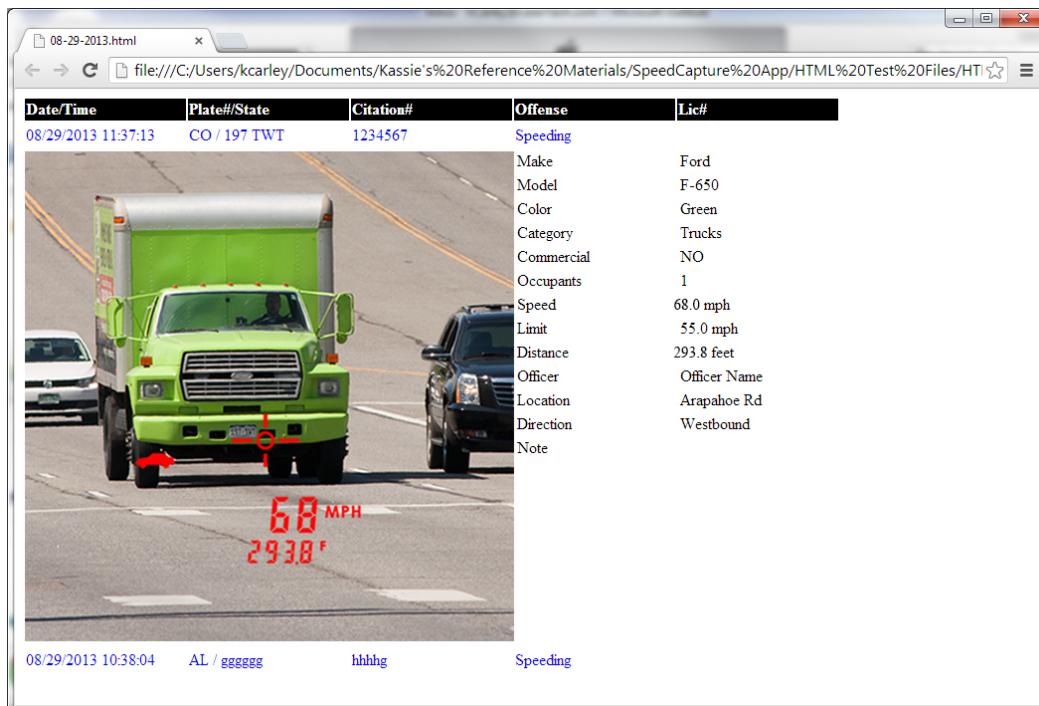 08-29-2013.html
file:///C:/Users/kcarley/Documents/Kassie's%20Reference%20Materials/SpeedCapture%20App/HTML%20Test%20Files/HTI
Date/Time Plate#/State Citation# Offense Lic#
08/29/2013 11:37:13 CO / 197 TWT 1234567 Speeding
Make Ford
Model F-650
Color Green
Category Trucks
Commercial NO
Occupants 1
Speed 68.0 mph
Limit 55.0 mph
Distance 293.8 feet
Officer Officer Name
Location Arapahoe Rd
Direction Westbound
Note
68 MPH
293.8 F
08/29/2013 10:38:04 AL / gggggg hhhhg Speeding